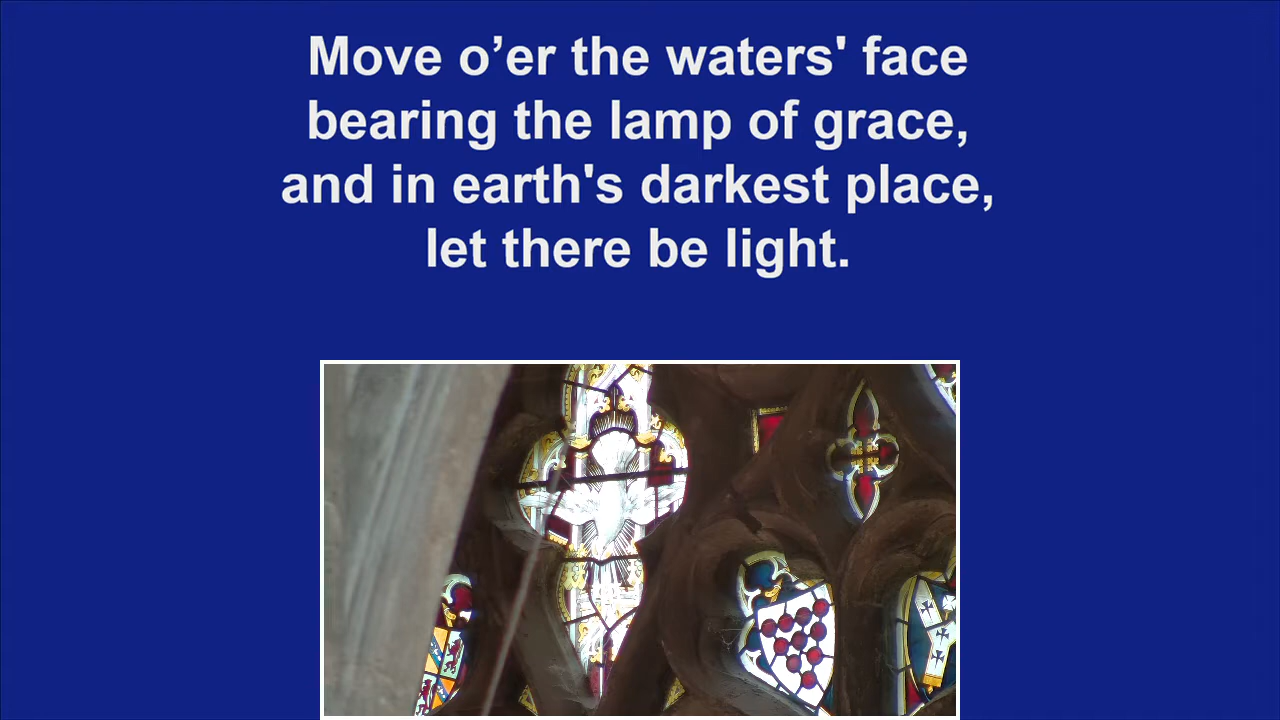 Move o’er the waters' face
bearing the lamp of grace,
and in earth's darkest place,
let there be light.